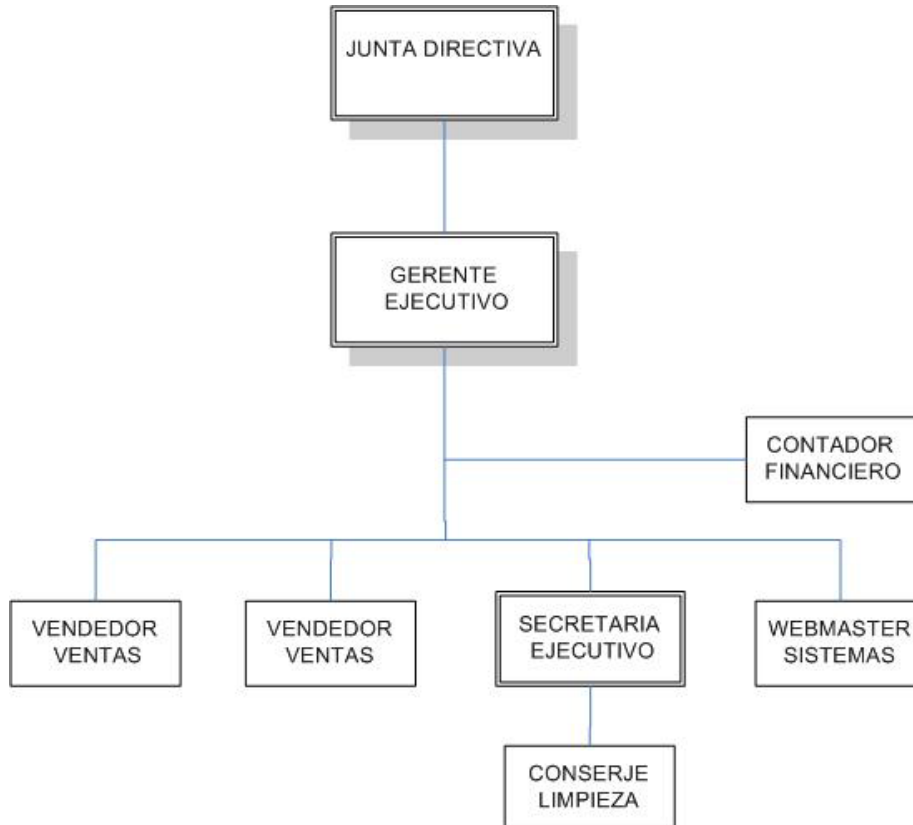 JUNTA DIRECTIVA
GERENTE
EJECUTIVO
CONTADOR
FINANCIERO
VENDEDOR
VENTAS
VENDEDOR
VENTAS
SECRETARIA
EJECUTIVO
WEBMASTER
SISTEMAS
CONSERJE
LIMPIEZA